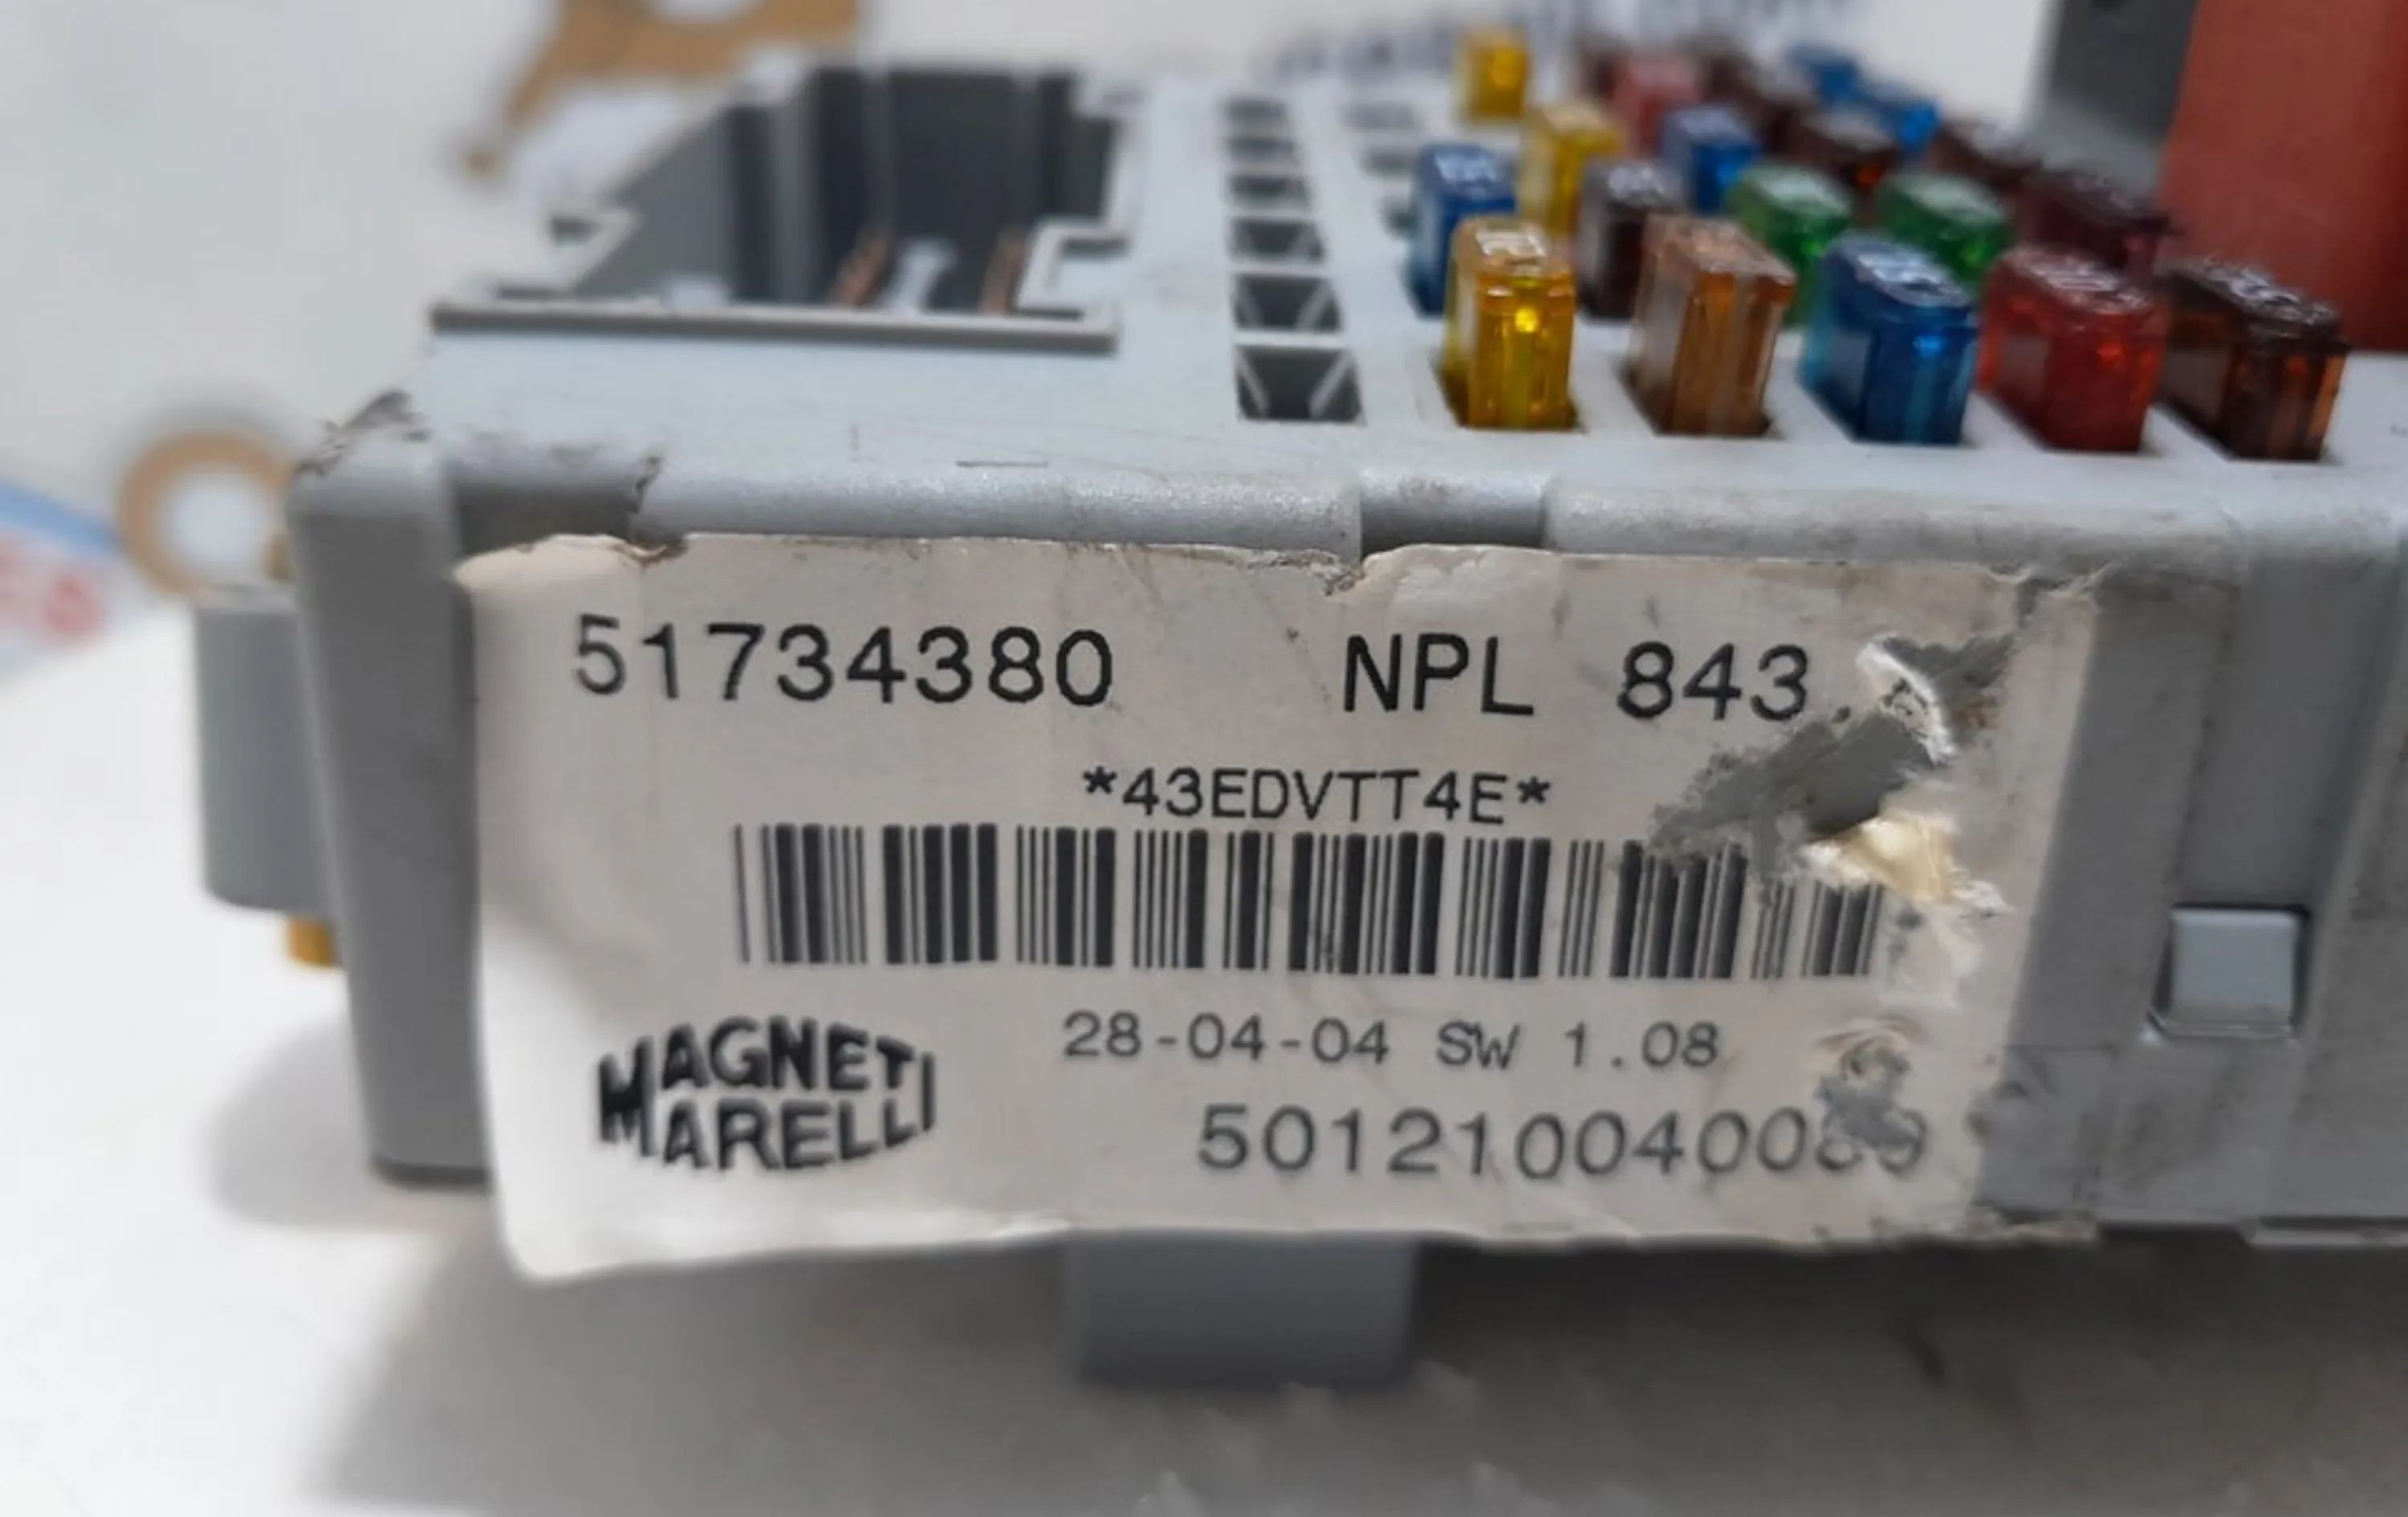 51734380 NPL 843.
*43EDVTT4E*
MAGNETI
MARELLI
28-04-04 SW 1.08